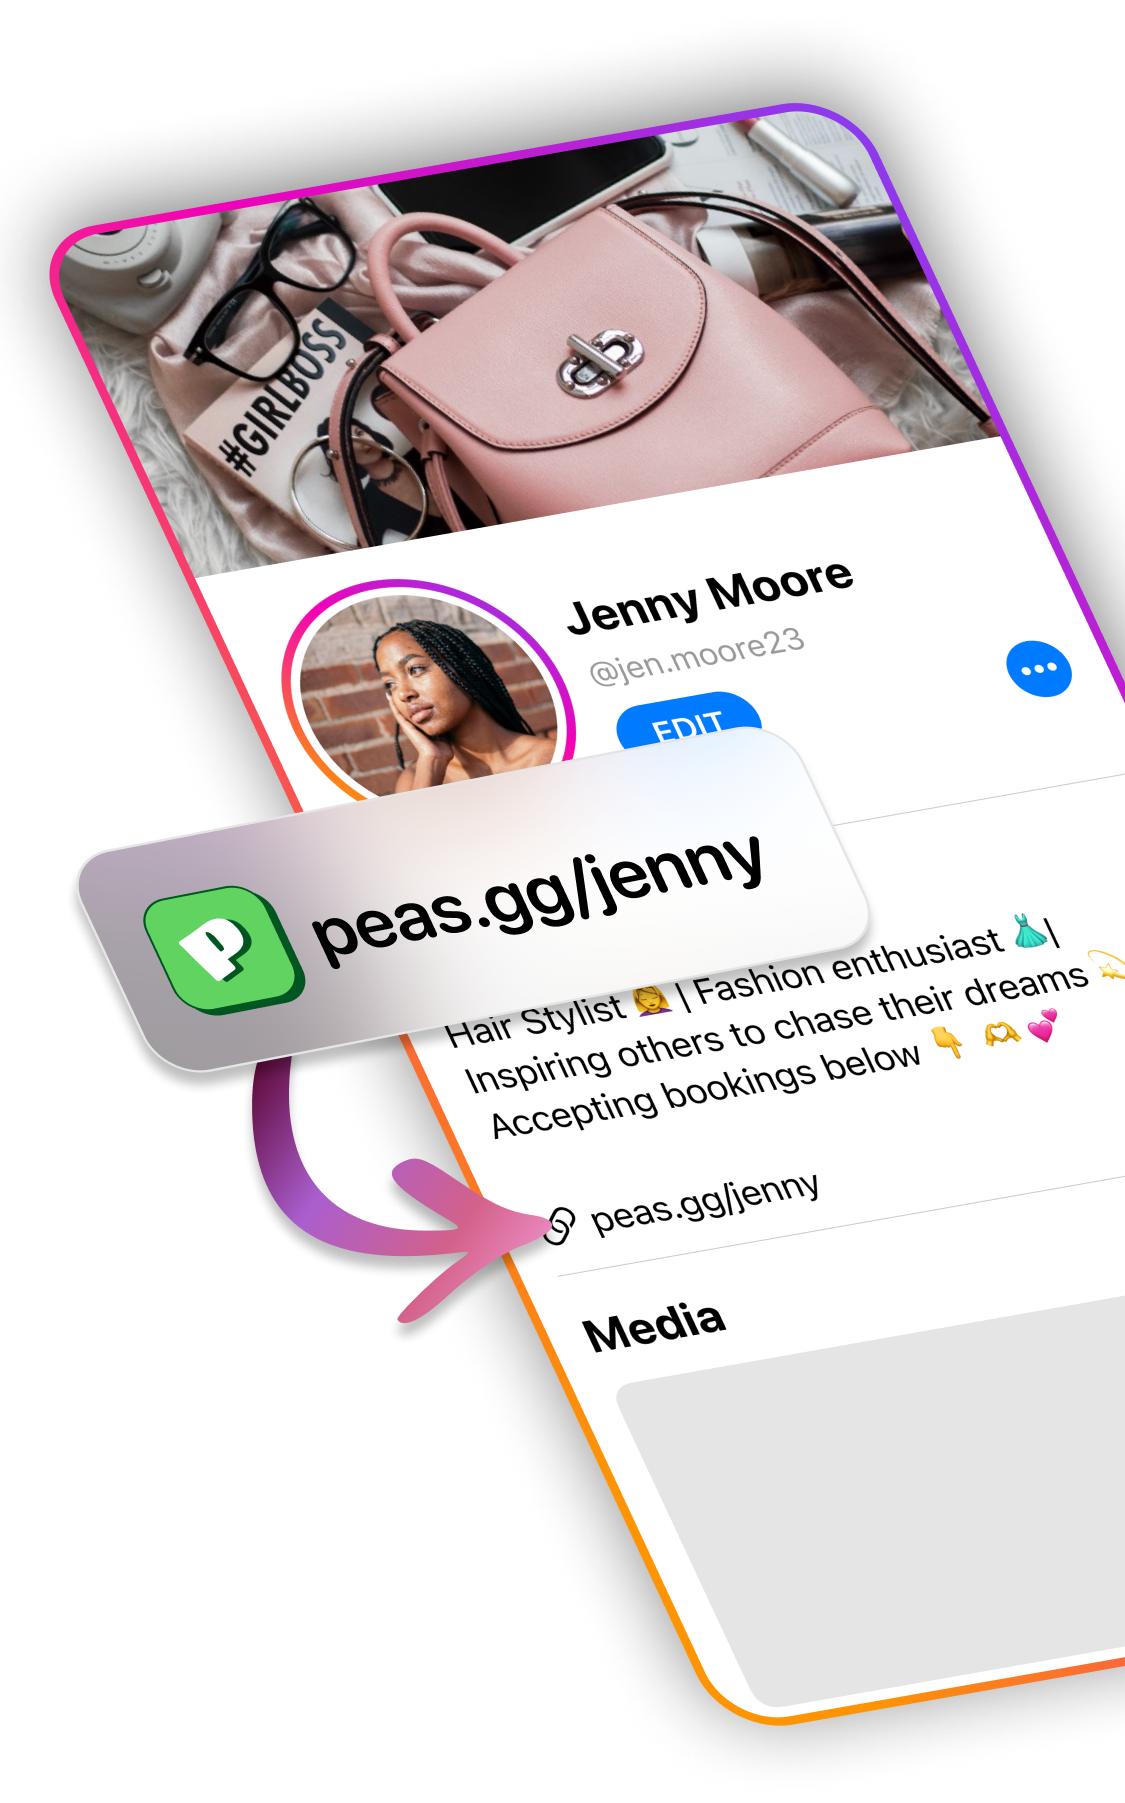 #GIRLBOSS
Jenny Moore
@jen.moore23
EDIT
peas.gg/jenny
Hair Stylist 💆‍♀️ | Fashion enthusiast 👗|
Inspiring others to chase their dreams 💫
Accepting bookings below 👇 🫶 💕
peas.gg/jenny
Media